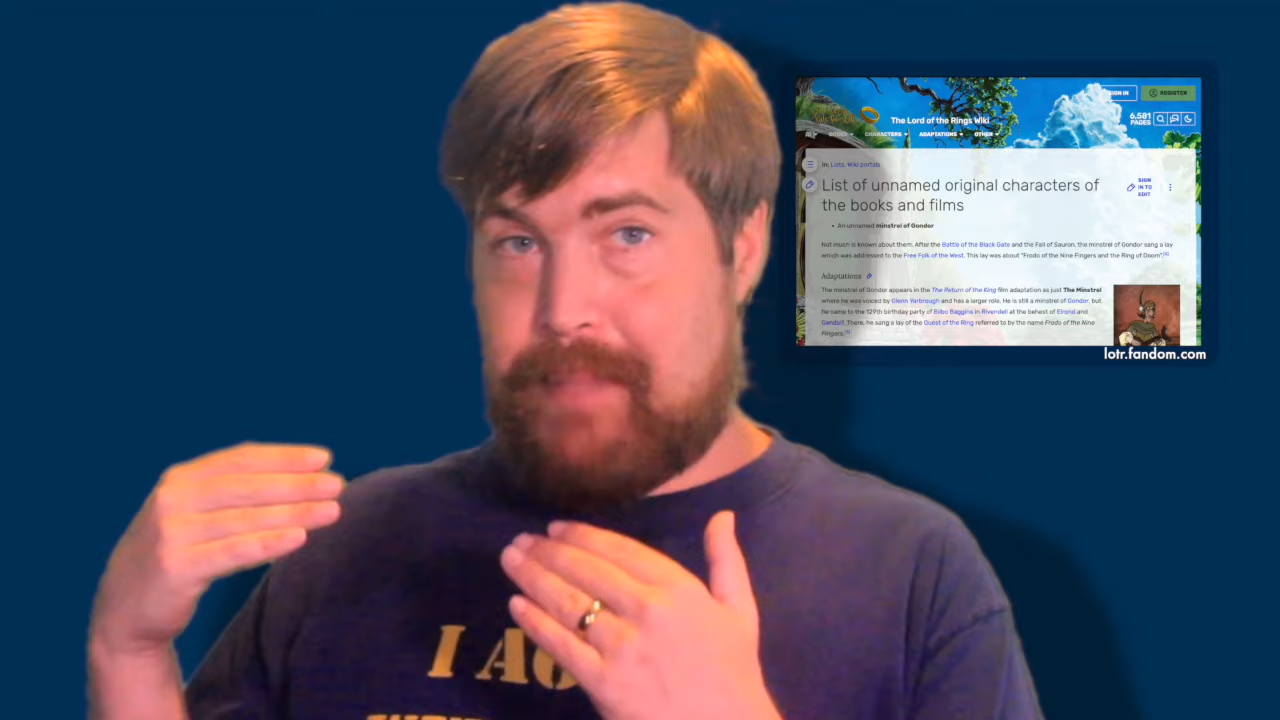 SIGN IN
REGISTER
The Lord of the Rings Wiki
6,581
PAGES
CHARACTERS
ADAPTATIONS
OTHER
in: Lists, Wiki portals
List of unnamed original characters of
the books and films
SIGN
IN TO
EDIT
• An unnamed minstrel of Gondor
Not much is known about them. After the Battle of the Black Gate and the Fall of Sauron, the minstrel of Gondor sang a lay
which was addressed to the Free Folk of the West. This lay was about "Frodo of the Nine Fingers and the Ring of Doom"
Adaptations
The minstrel of Gondor appears in the The Return of the King film adaptation as just The Minstrel
where he was voiced by Glenn Yarbrough and has a larger role. He is still a minstrel of Gondor, but
he came to the 129th birthday party of Bilbo Baggins in Rivendell at the behest of Elrond and
Gandalf. There, he sang a lay of the Quest of the Ring referred to by the name Frodo of the Nine
Fingers.
lotr.fandom.com
I